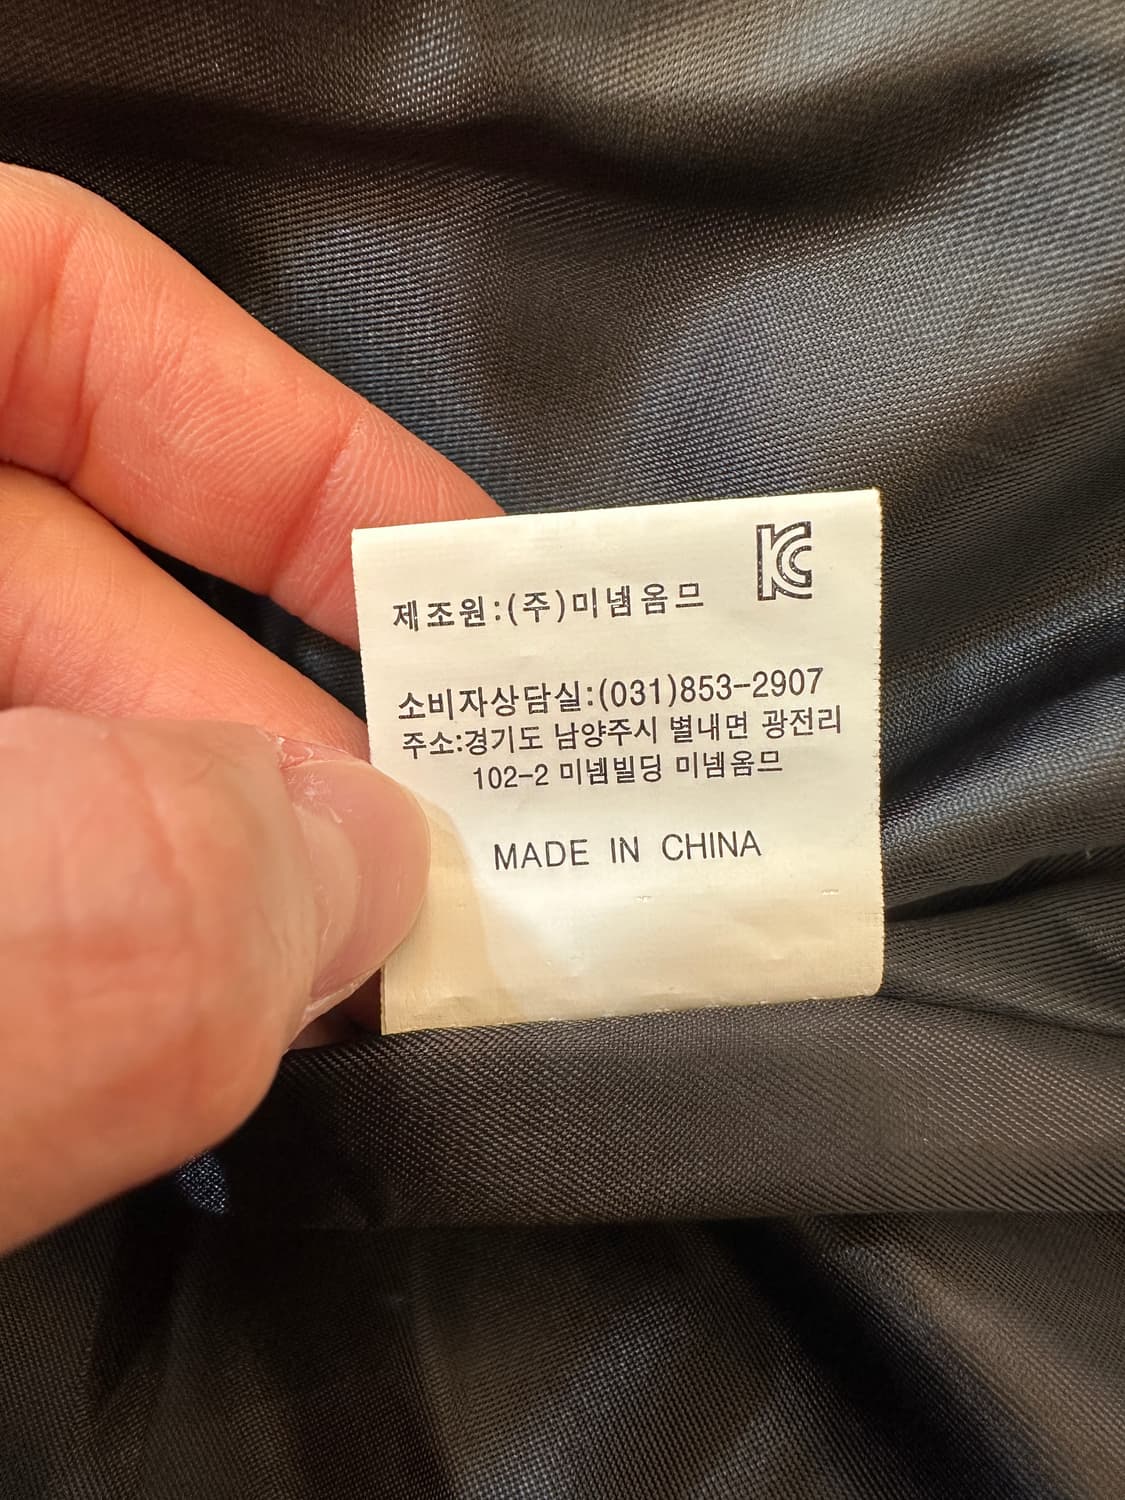 KC
제조원:(주)미넴옴므
소비자상담실:(031)853-2907
주소:경기도 남양주시 별내면 광전리
102-2 미넴빌딩 미넴옴므
MADE IN CHINA